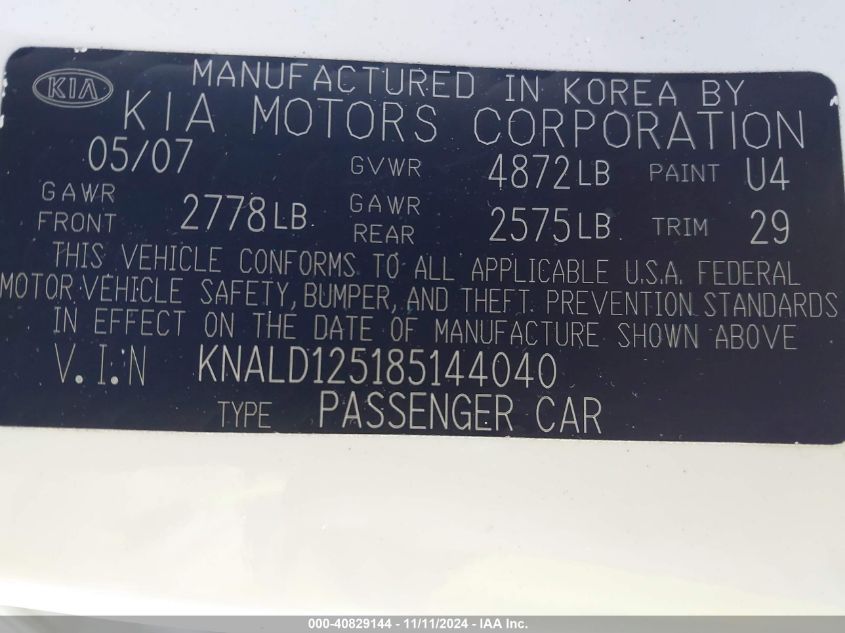 KIA
MANUFACTURED IN KOREA BY
KIA MOTORS CORPORATION
05/07 GVWR 4872LB PAINT U4
GAWR FRONT 2778LB GAWR REAR 2575LB TRIM 29
THIS VEHICLE CONFORMS TO ALL APPLICABLE U.S.A. FEDERAL
MOTOR VEHICLE SAFETY, BUMPER, AND THEFT PREVENTION STANDARDS
IN EFFECT ON THE DATE OF MANUFACTURE SHOWN ABOVE
V.I.N KNALD125185144040
TYPE PASSENGER CAR
000-40829144 - 11/11/2024 - IAA Inc.